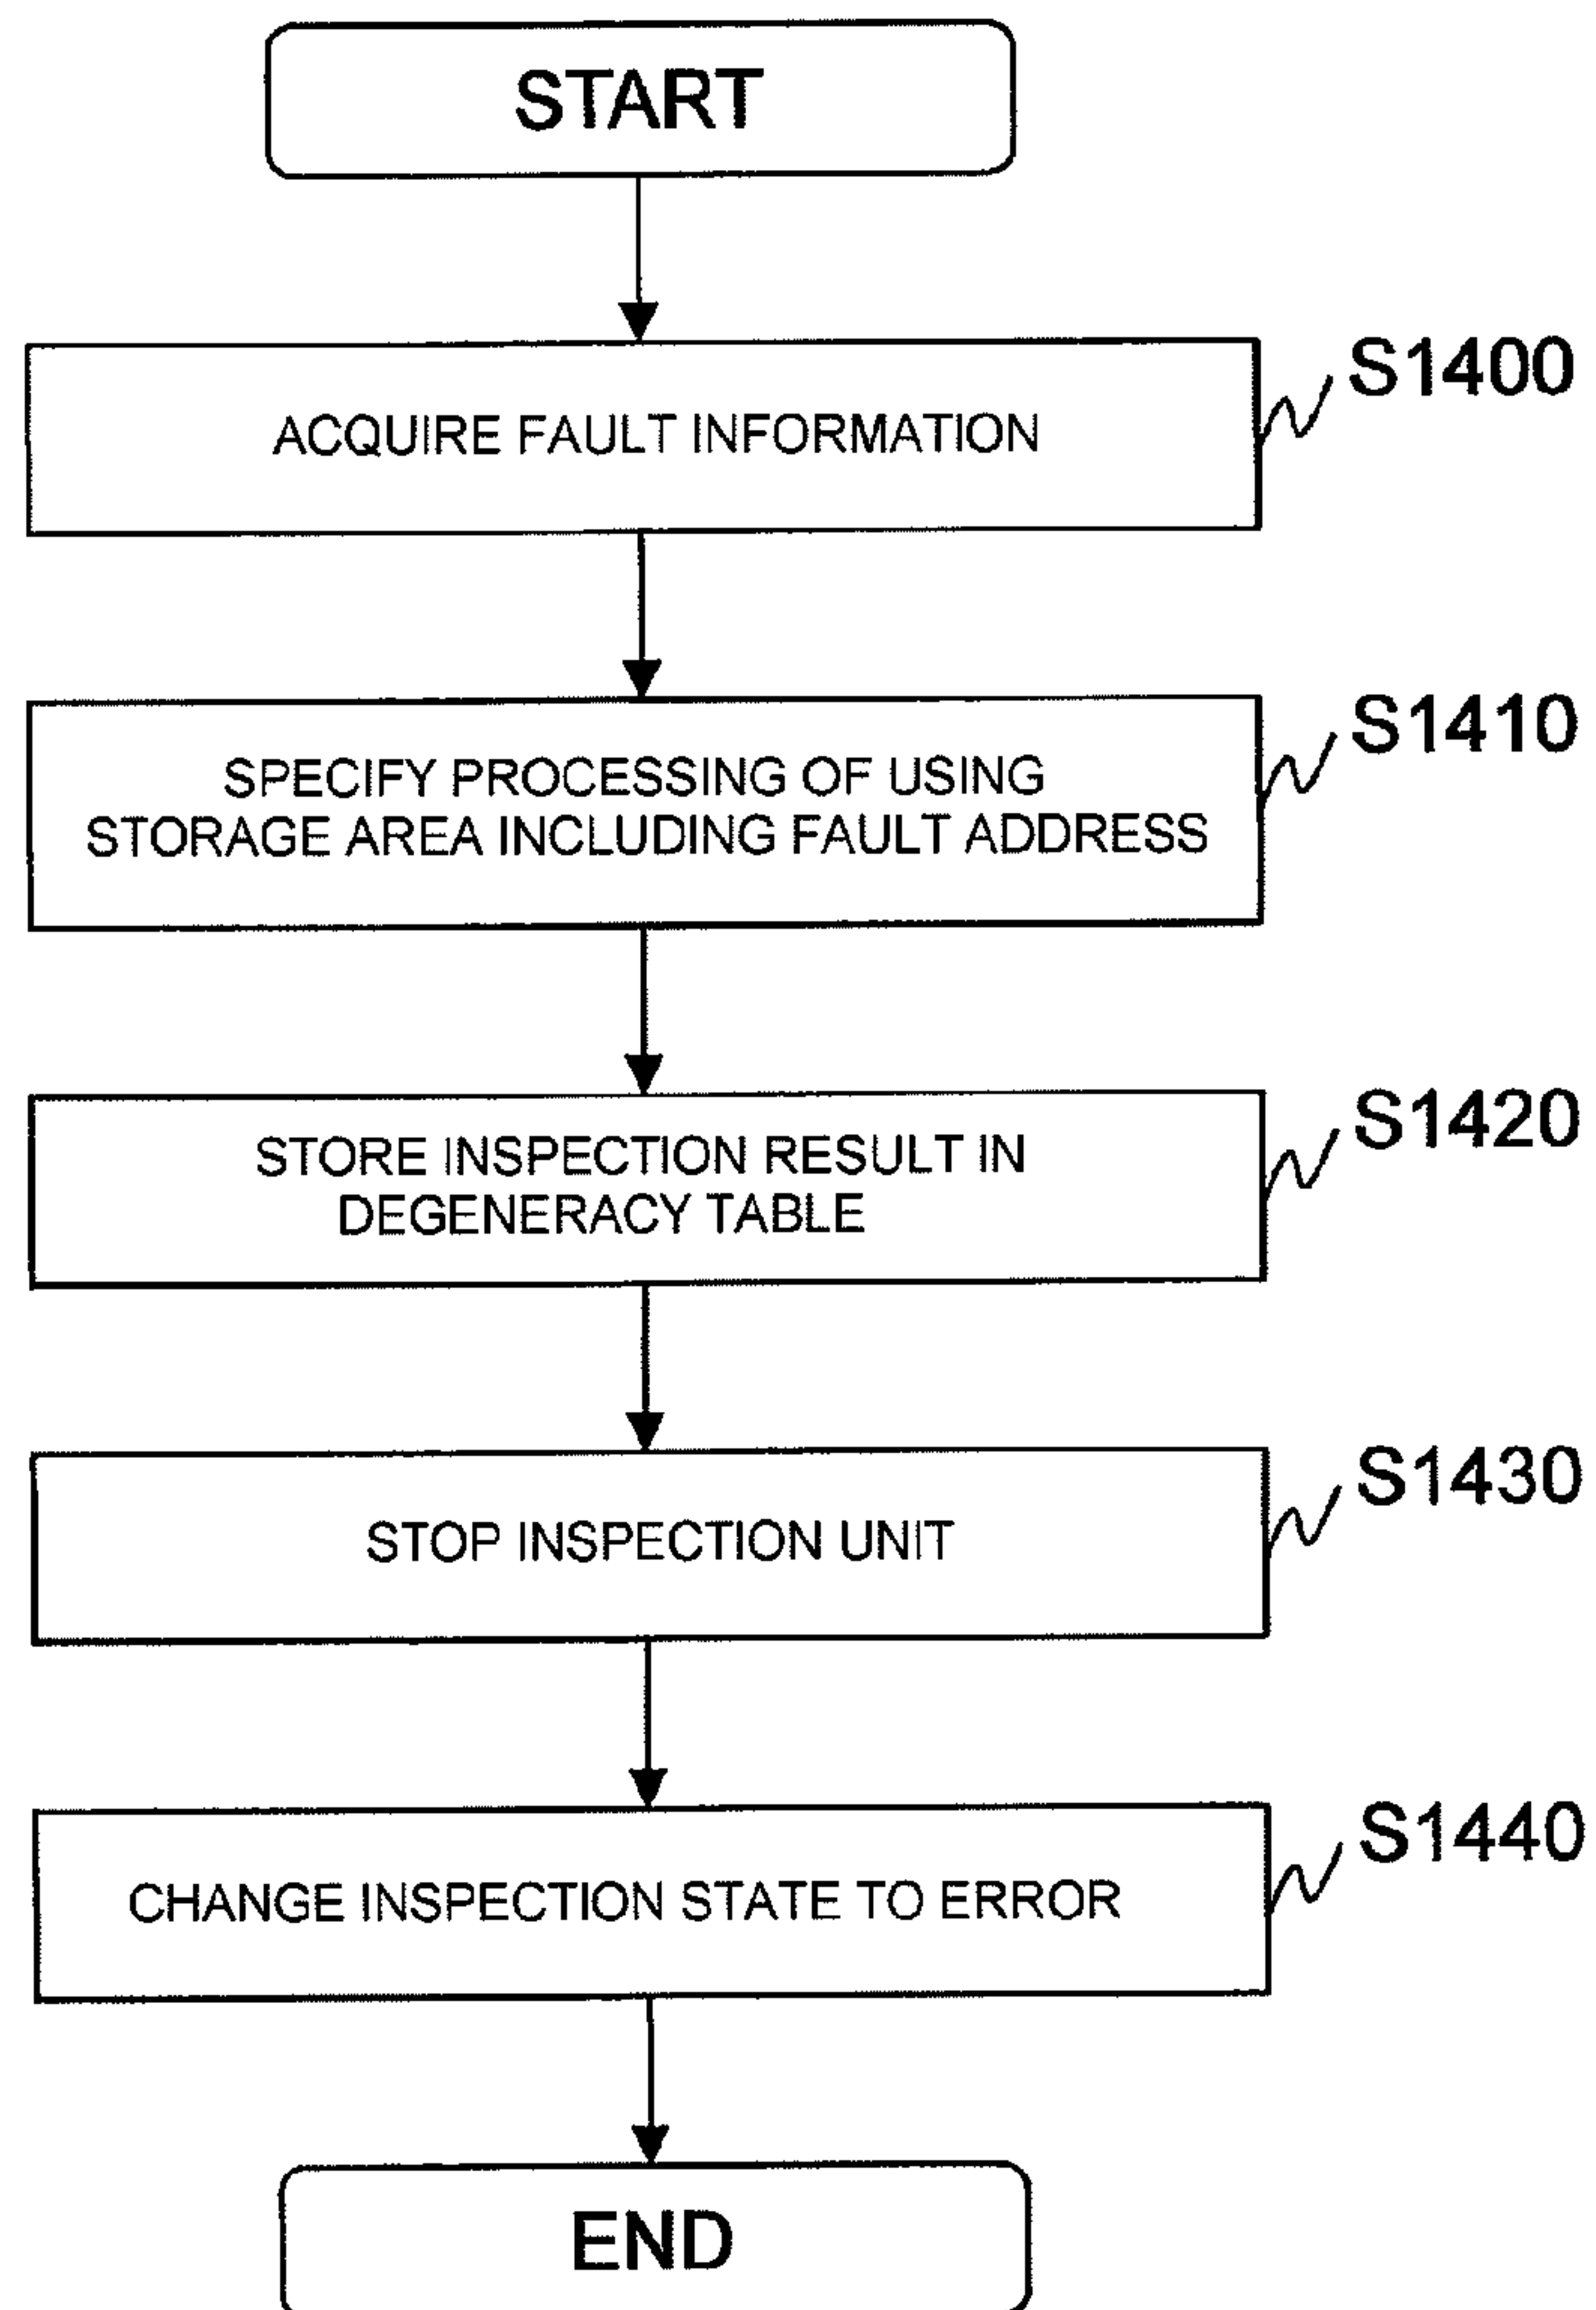 START
S1400
ACQUIRE FAULT INFORMATION
S1410
SPECIFY PROCESSING OF USING
STORAGE AREA INCLUDING FAULT ADDRESS
S1420
STORE INSPECTION RESULT IN
DEGENERACY TABLE
S1430
STOP INSPECTION UNIT
S1440
CHANGE INSPECTION STATE TO ERROR
END